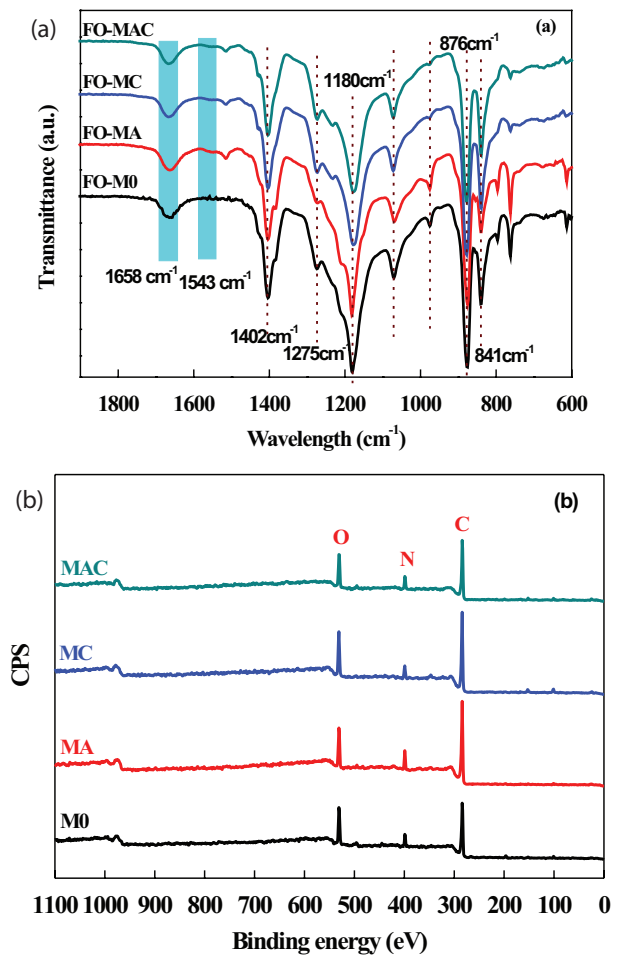 (a)
(a)
FO-MAC
876cm-1
1180cm-1
FO-MC
FO-MA
FO-M0
1658 cm-1
1543 cm-1
1402cm-1
1275cm-1
841cm-1
Transmittance (a.u.)
1800 1600 1400 1200 1000 800 600
Wavelength (cm-1)
(b)
(b)
O
N
C
MAC
MC
MA
M0
CPS
1100 1000 900 800 700 600 500 400 300 200 100 0
Binding energy (eV)